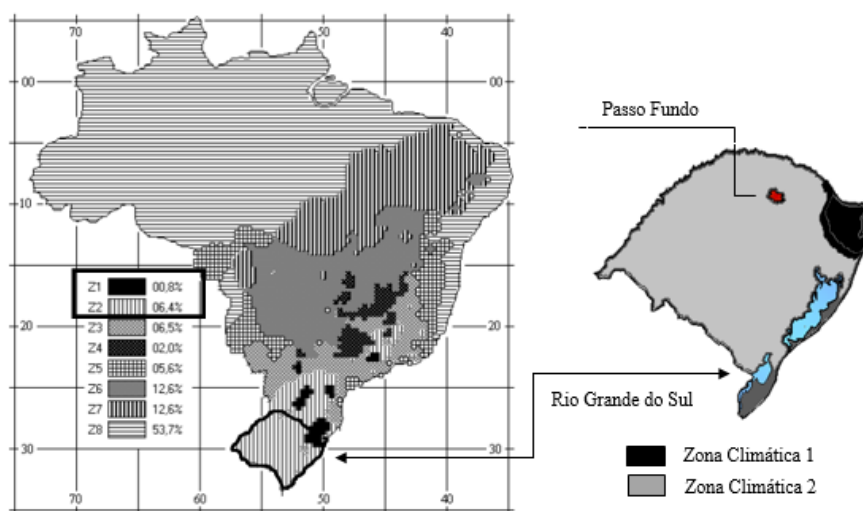 70
60
50
40
00
00
10
10
20
20
30
30
70
60
50
40
Z1 00,8%
Z2 06,4%
Z3 06,5%
Z4 02,0%
Z5 05,6%
Z6 12,6%
Z7 12,6%
Z8 53,7%
Passo Fundo
Rio Grande do Sul
Zona Climática 1
Zona Climática 2